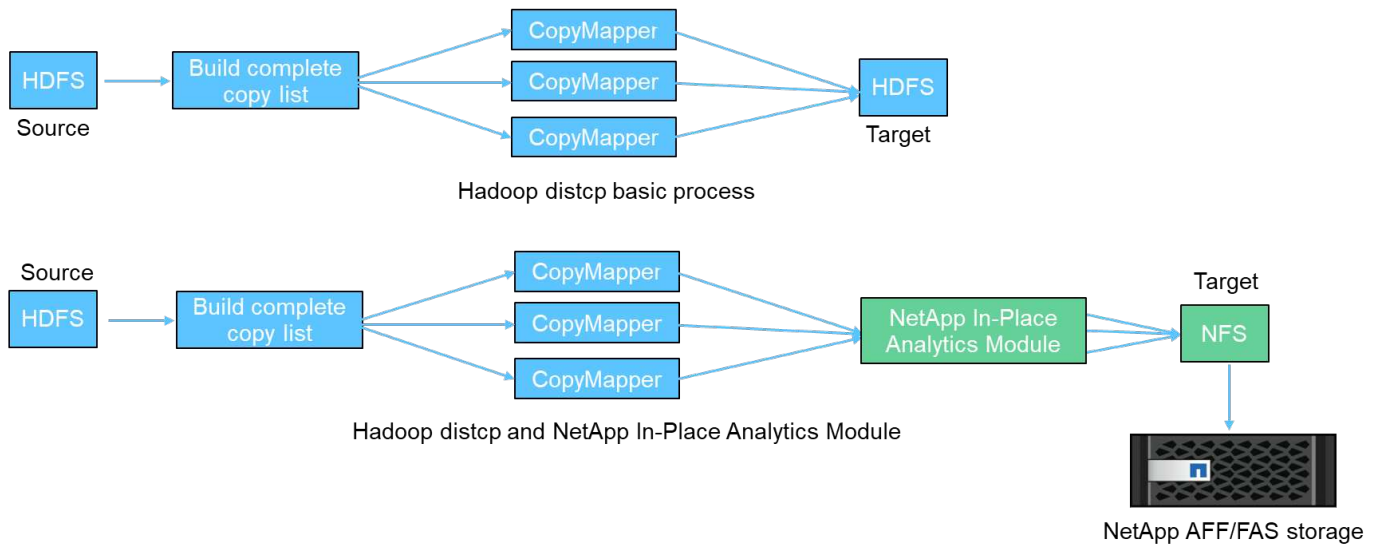 HDFS
Source
Build complete
copy list
CopyMapper
CopyMapper
CopyMapper
HDFS
Target
Hadoop distcp basic process
Source
HDFS
Build complete
copy list
CopyMapper
CopyMapper
CopyMapper
NetApp In-Place
Analytics Module
Target
NFS
Hadoop distcp and NetApp In-Place Analytics Module
NetApp AFF/FAS storage